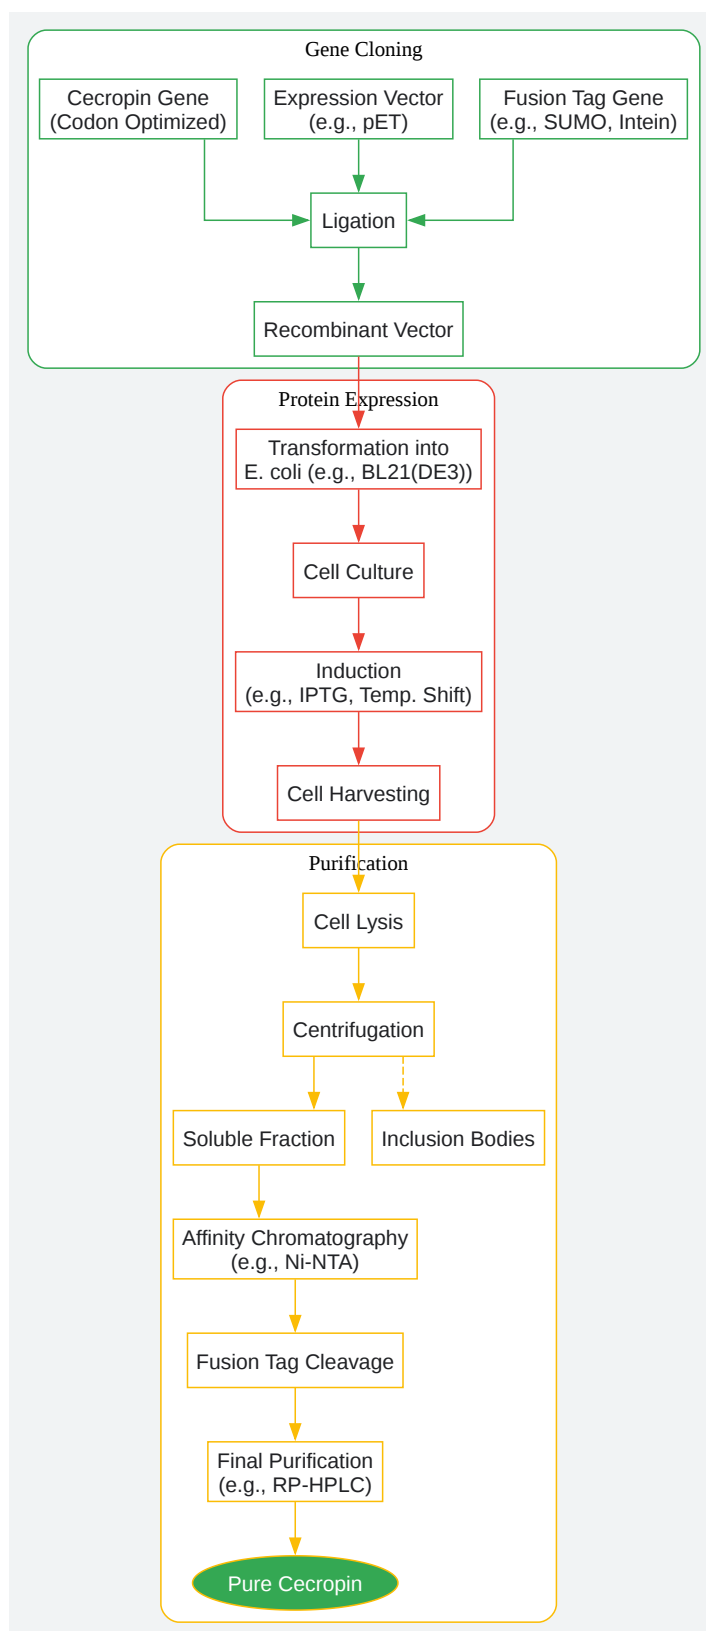 Gene Cloning
Cecropin Gene
(Codon Optimized)
Expression Vector
(e.g., pET)
Fusion Tag Gene
(e.g., SUMO, Intein)
Ligation
Recombinant Vector
Protein Expression
Transformation into
E. coli (e.g., BL21(DE3))
Cell Culture
Induction
(e.g., IPTG, Temp. Shift)
Cell Harvesting
Purification
Cell Lysis
Centrifugation
Soluble Fraction
Inclusion Bodies
Affinity Chromatography
(e.g., Ni-NTA)
Fusion Tag Cleavage
Final Purification
(e.g., RP-HPLC)
Pure Cecropin